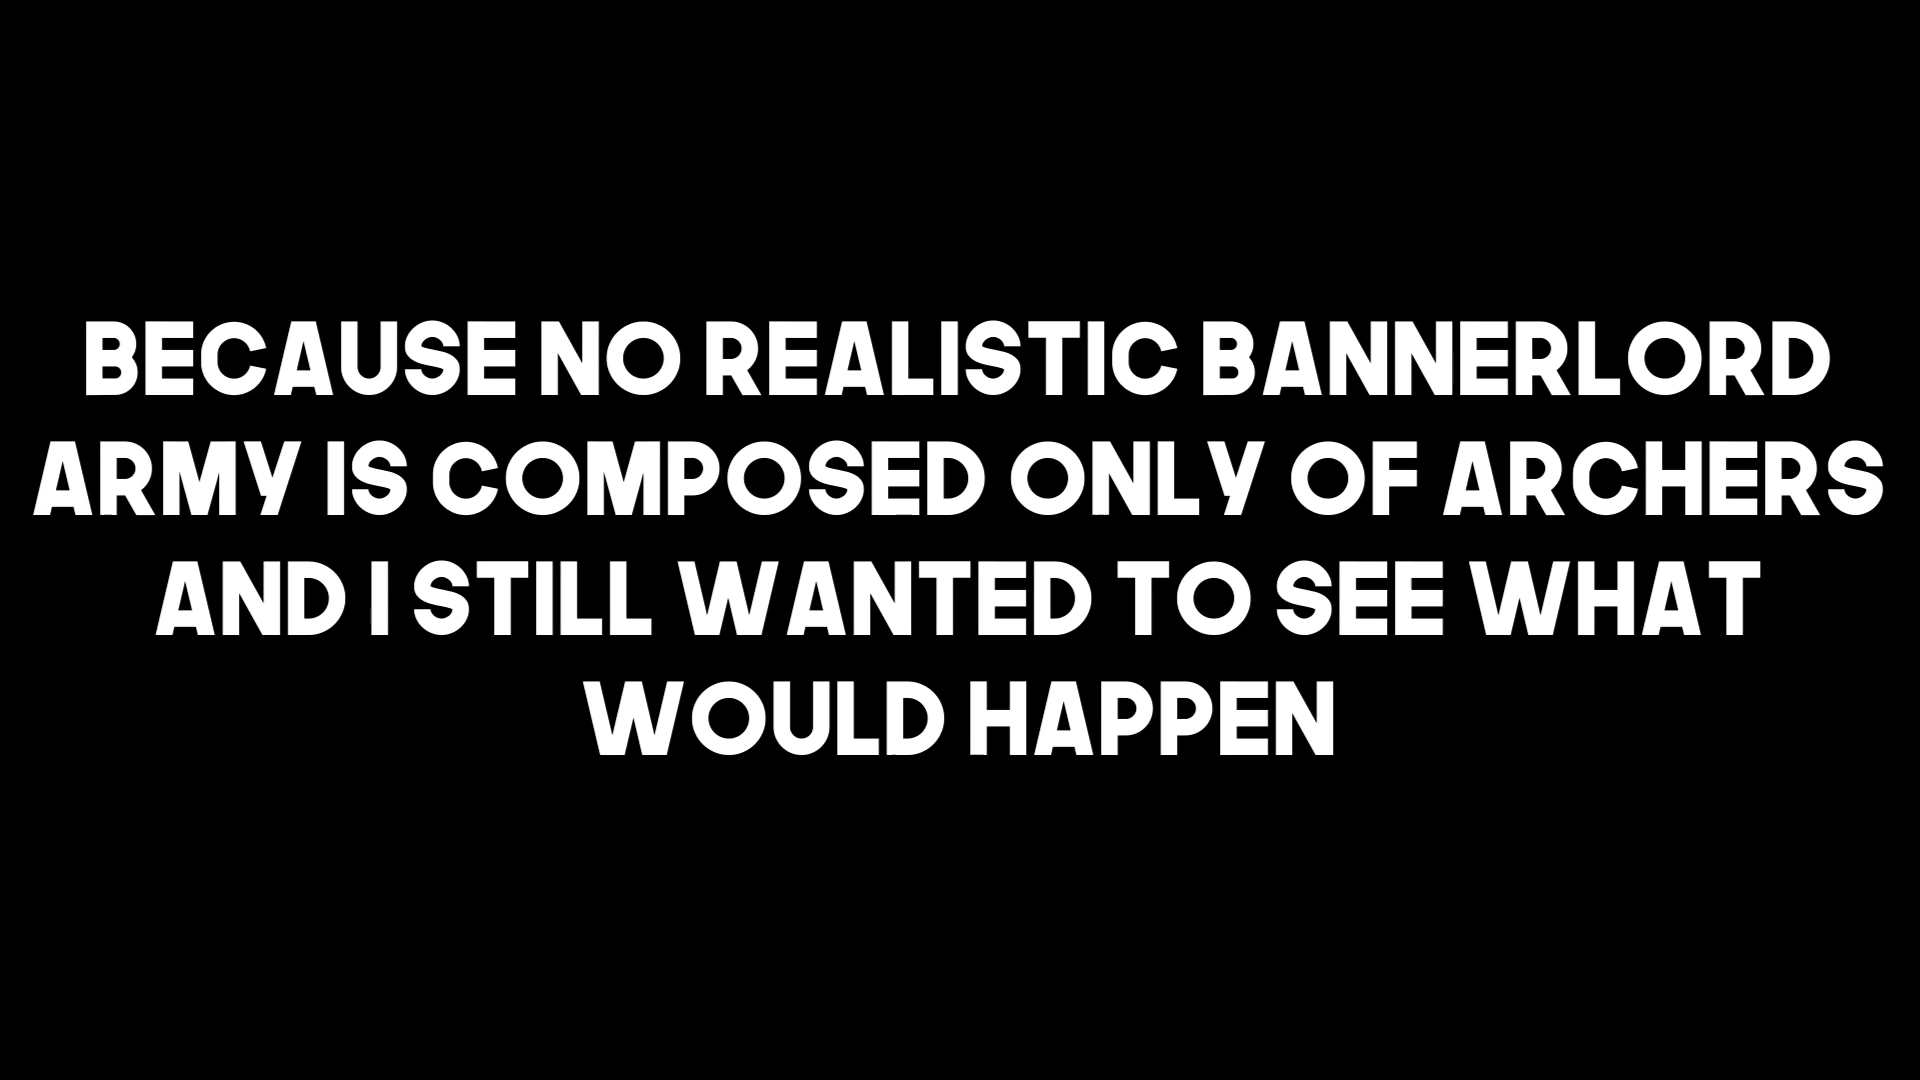 BECAUSE NO REALISTIC BANNERLORD
ARMY IS COMPOSED ONLY OF ARCHERS
AND I STILL WANTED TO SEE WHAT
WOULD HAPPEN